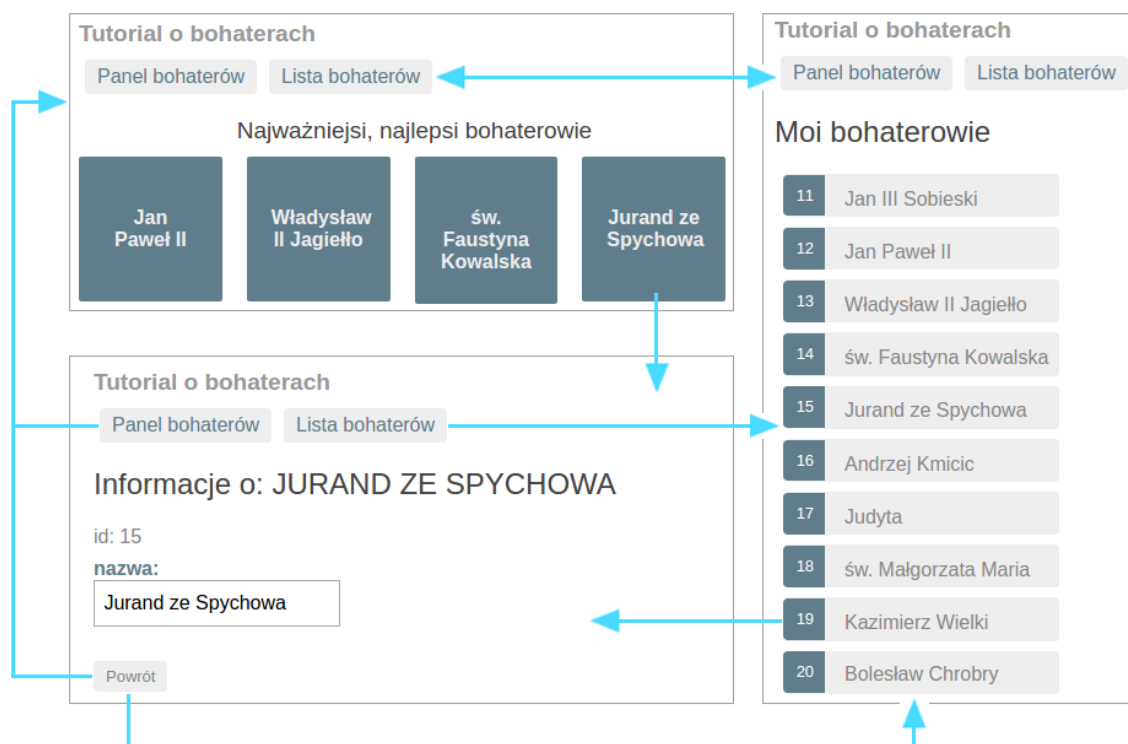 Tutorial o bohaterach
Panel bohaterów Lista bohaterów
Najważniejsi, najlepsi bohaterowie
Jan
Paweł II
Władysław
II Jagiełło
św.
Faustyna
Kowalska
Jurand ze
Spychowa
Tutorial o bohaterach
Panel bohaterów Lista bohaterów
Informacje o: JURAND ZE SPYCHOWA
id: 15
nazwa:
Jurand ze Spychowa
Powrót
Tutorial o bohaterach
Panel bohaterów Lista bohaterów
Moi bohaterowie
11 Jan III Sobieski
12 Jan Paweł II
13 Władysław II Jagiełło
14 św. Faustyna Kowalska
15 Jurand ze Spychowa
16 Andrzej Kmicic
17 Judyta
18 św. Małgorzata Maria
19 Kazimierz Wielki
20 Bolesław Chrobry